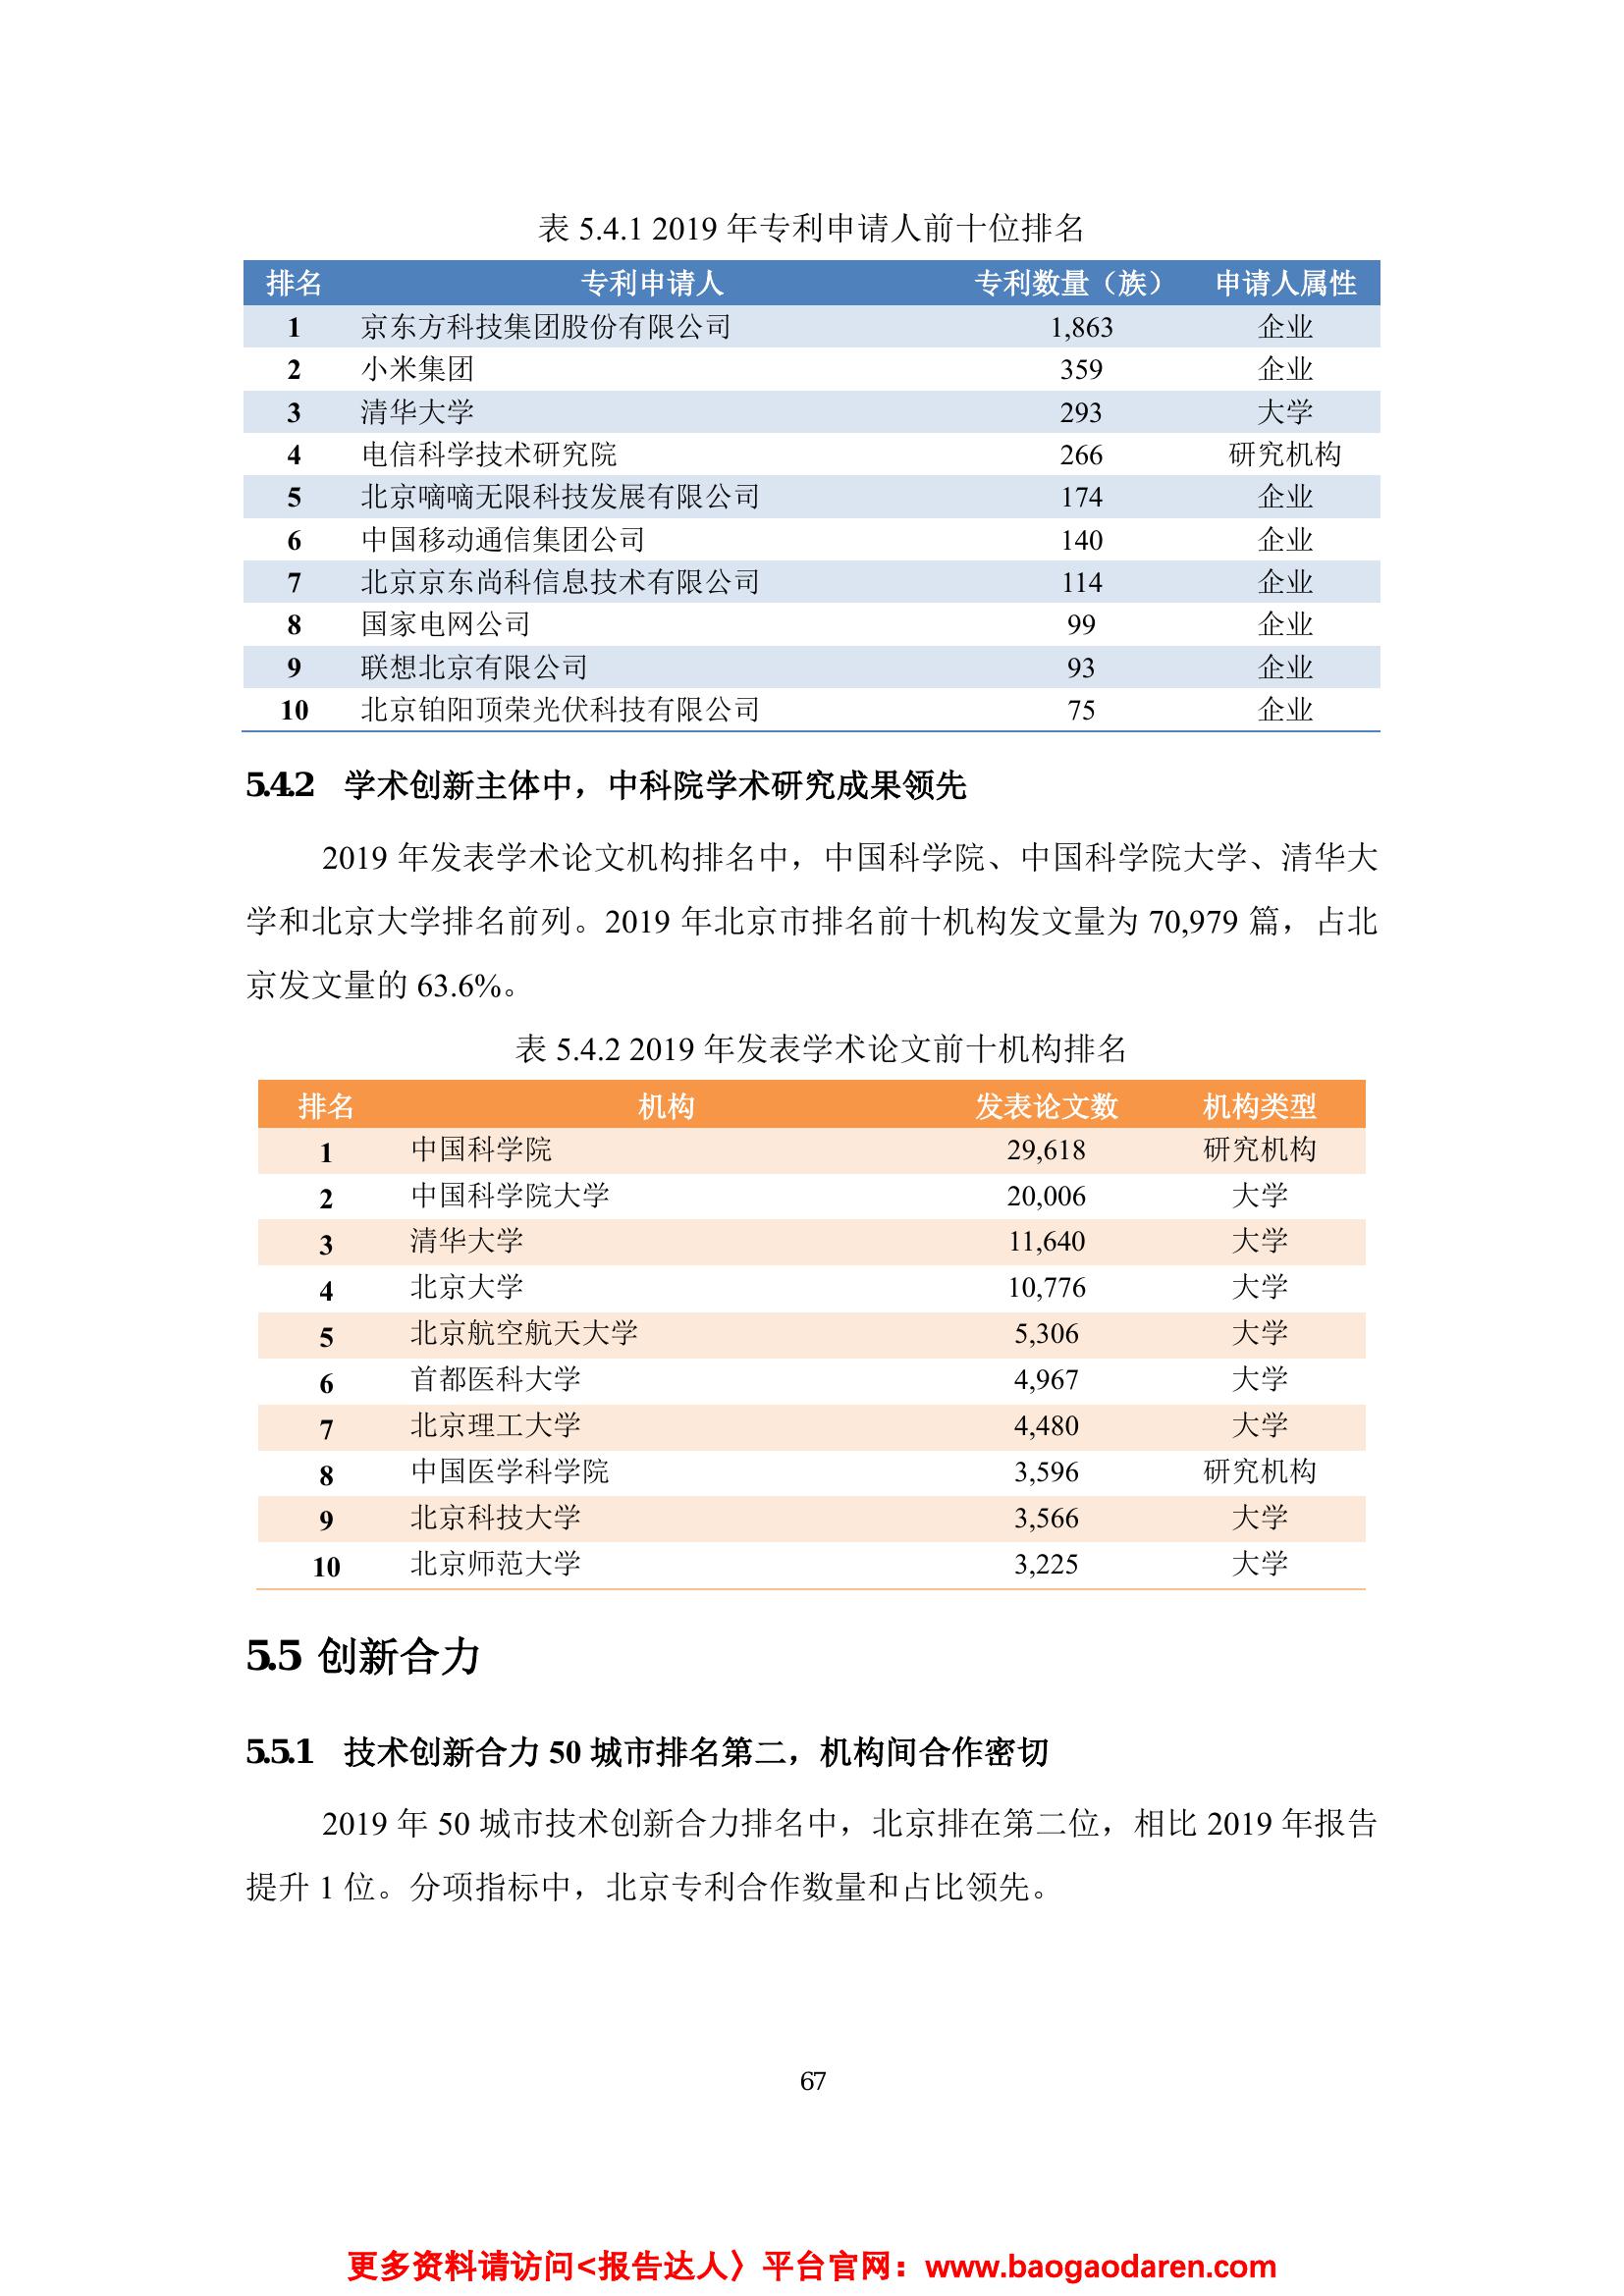 表 5.4.1 2019 年专利申请人前十位排名
排名 专利申请人 专利数量（族） 申请人属性
1 京东方科技集团股份有限公司 1,863 企业
2 小米集团 359 企业
3 清华大学 293 大学
4 电信科学技术研究院 266 研究机构
5 北京嘀嘀无限科技发展有限公司 174 企业
6 中国移动通信集团公司 140 企业
7 北京京东尚科信息技术有限公司 114 企业
8 国家电网公司 99 企业
9 联想北京有限公司 93 企业
10 北京铂阳顶荣光伏科技有限公司 75 企业
5.4.2 学术创新主体中，中科院学术研究成果领先
2019 年发表学术论文机构排名中，中国科学院、中国科学院大学、清华大
学和北京大学排名前列。2019 年北京市排名前十机构发文量为 70,979 篇，占北
京发文量的 63.6%。
表 5.4.2 2019 年发表学术论文前十机构排名
排名 机构 发表论文数 机构类型
1 中国科学院 29,618 研究机构
2 中国科学院大学 20,006 大学
3 清华大学 11,640 大学
4 北京大学 10,776 大学
5 北京航空航天大学 5,306 大学
6 首都医科大学 4,967 大学
7 北京理工大学 4,480 大学
8 中国医学科学院 3,596 研究机构
9 北京科技大学 3,566 大学
10 北京师范大学 3,225 大学
5.5 创新合力
5.5.1 技术创新合力 50 城市排名第二，机构间合作密切
2019 年 50 城市技术创新合力排名中，北京排在第二位，相比 2019 年报告
提升 1 位。分项指标中，北京专利合作数量和占比领先。
67
更多资料请访问<报告达人〉平台官网：www.baogaodaren.com